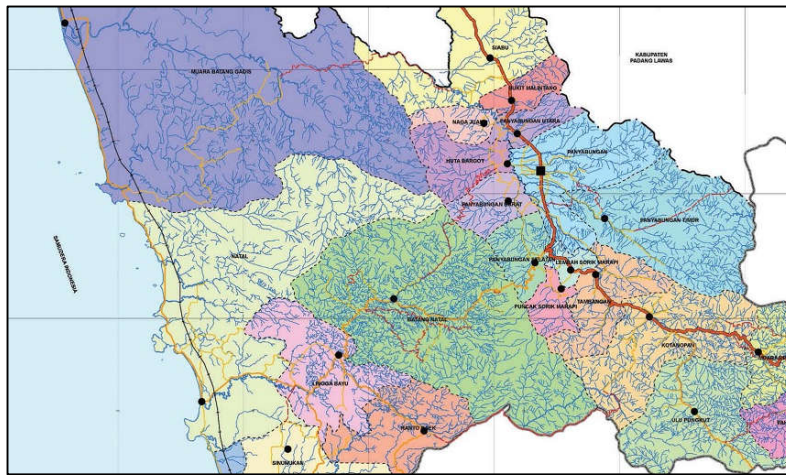 SIABU
KABUPATEN
PADANG LAWAS
MUARA BATANG GADIS
BUKIT MALINTANG
NAGA JUANG
PANYABUNGAN UTARA
PANYABUNGAN
HUTA BARGOT
PANYABUNGAN BARAT
PANYABUNGAN TIMUR
NATAL
SAMUDERA INDONESIA
PANYABUNGAN SELATAN
LEMBAH SORIK MARAPI
PUNCAK SORIK MARAPI
TAMBANGAN
BATANG NATAL
KOTANOPAN
LINGGA BAYU
ULU PUNGKUT
RANTO BAEK
SINUNUKAN